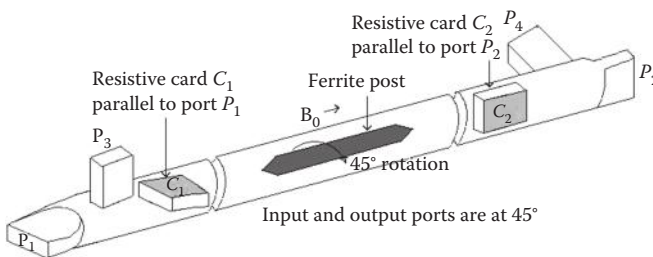 Resistive card C2
parallel to port P2
P4
Resistive card C1
parallel to port P1
Ferrite post
P2
B0
C2
P3
45° rotation
C1
Input and output ports are at 45°
P1